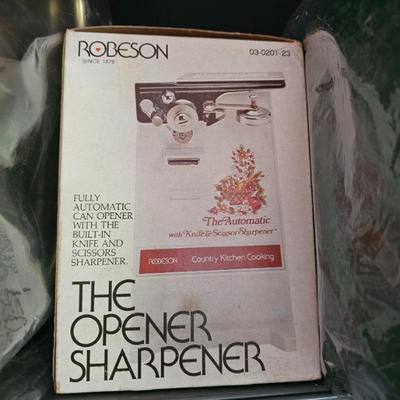 ROBESON
SINCE 1879
03-0201-23
FULLY
AUTOMATIC
CAN OPENER
WITH THE
BUILT-IN
KNIFE AND
SCISSORS
SHARPENER.
The Automatic
with Knife & Scissor Sharpener
ROBESON Country Kitchen Cooking
THE
OPENER
SHARPENER